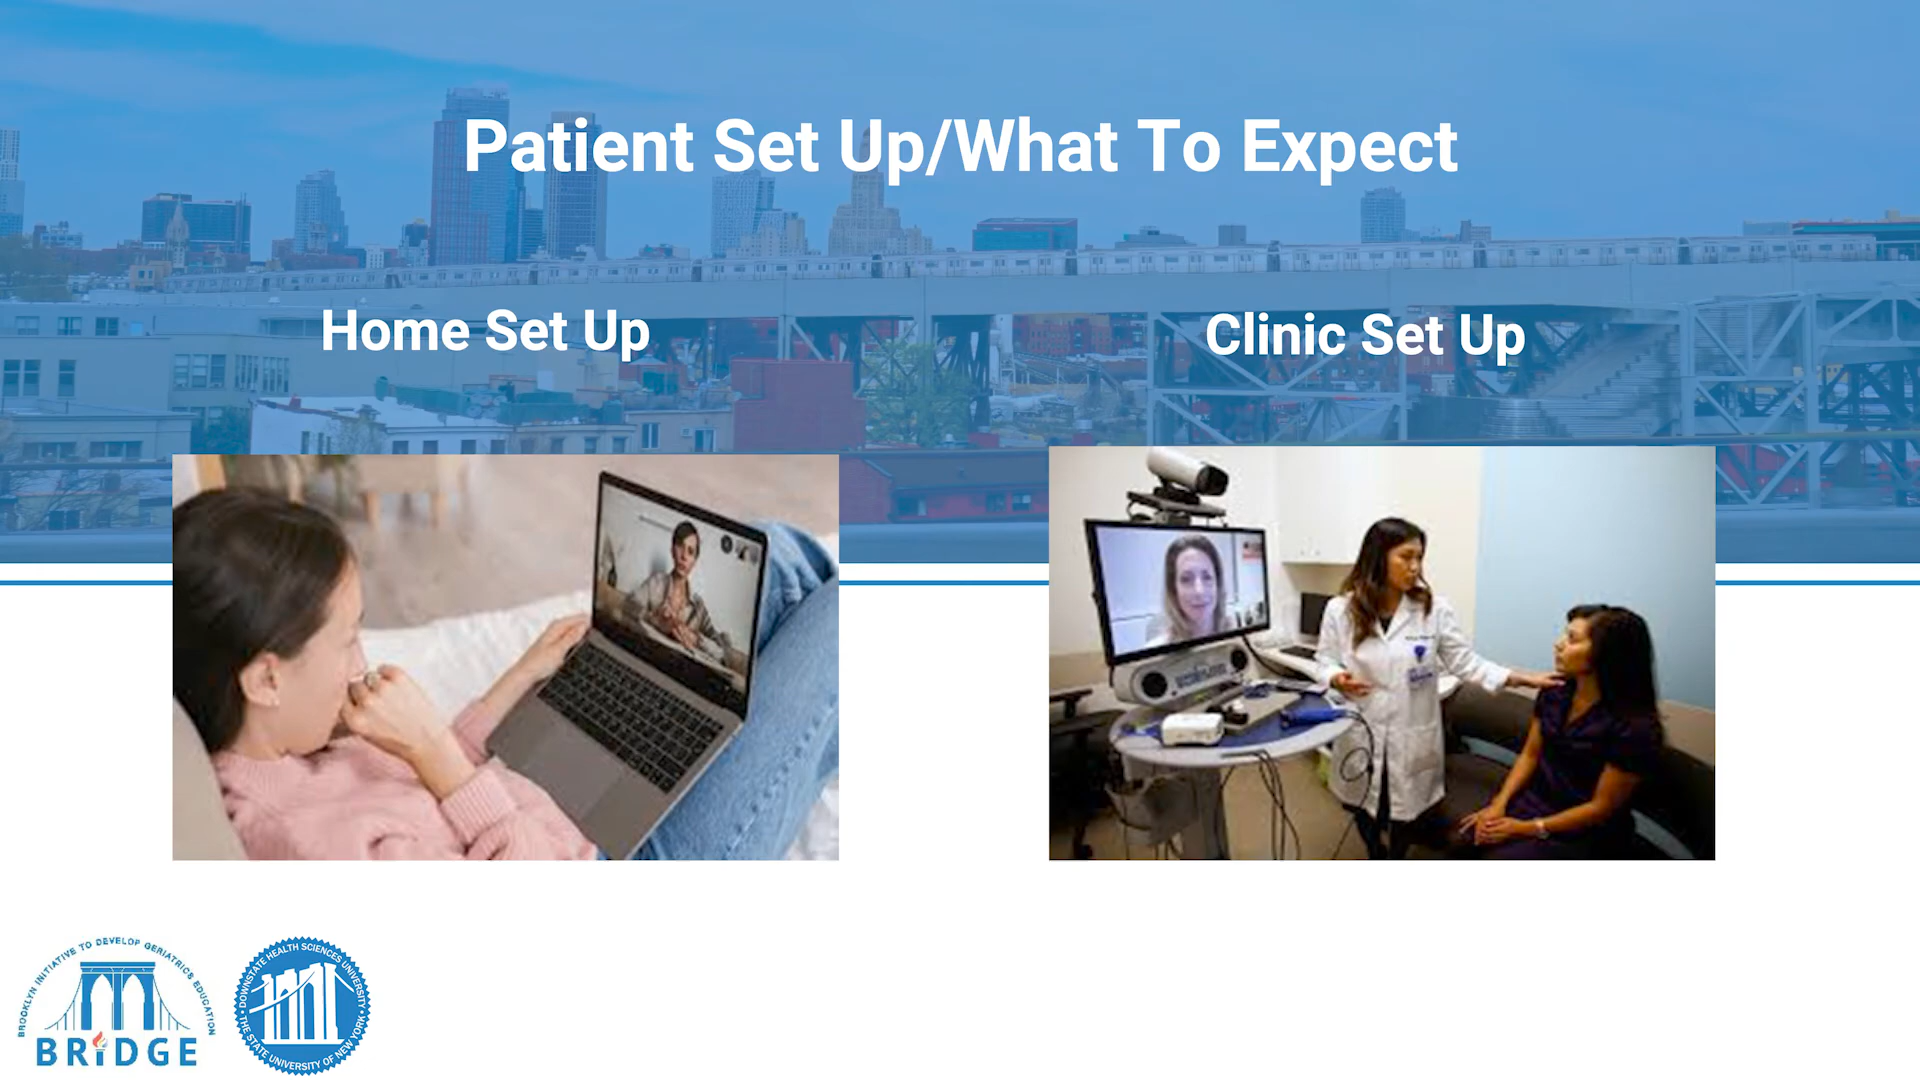 Patient Set Up/What To Expect
Home Set Up
Clinic Set Up
BROOKLYN INITIATIVE TO DEVELOP GERIATRICS EDUCATION
BRiDGE
DOWNSTATE HEALTH SCIENCES UNIVERSITY
THE STATE UNIVERSITY OF NEW YORK